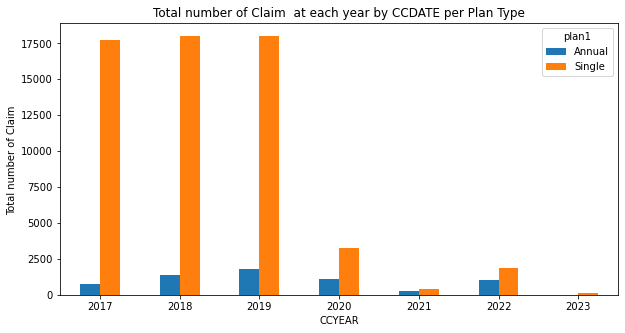 Total number of Claim  at each year by CCDATE per Plan Type
plan1
Annual
Single
17500
15000
12500
10000
7500
5000
2500
0
Total number of Claim
2017 2018 2019 2020 2021 2022 2023
CCYEAR